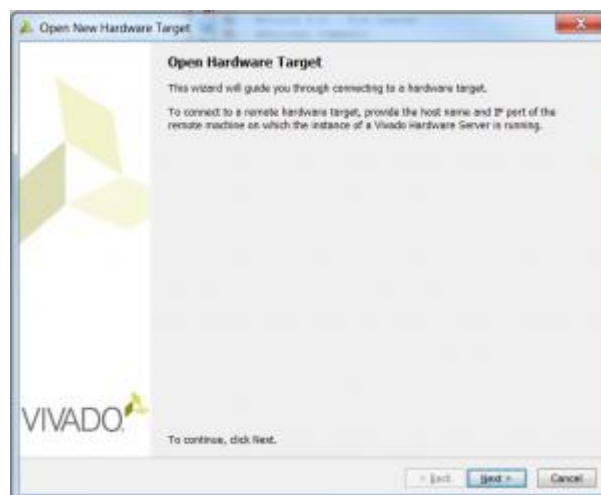 Open New Hardware Target
Open Hardware Target
This wizard will guide you through connecting to a hardware target.
To connect to a remote hardware target, provide the host name and IP port of the
remote machine on which the instance of a Vivado Hardware Server is running.
VIVADO.
To continue, click Next.
< Back Next > Cancel